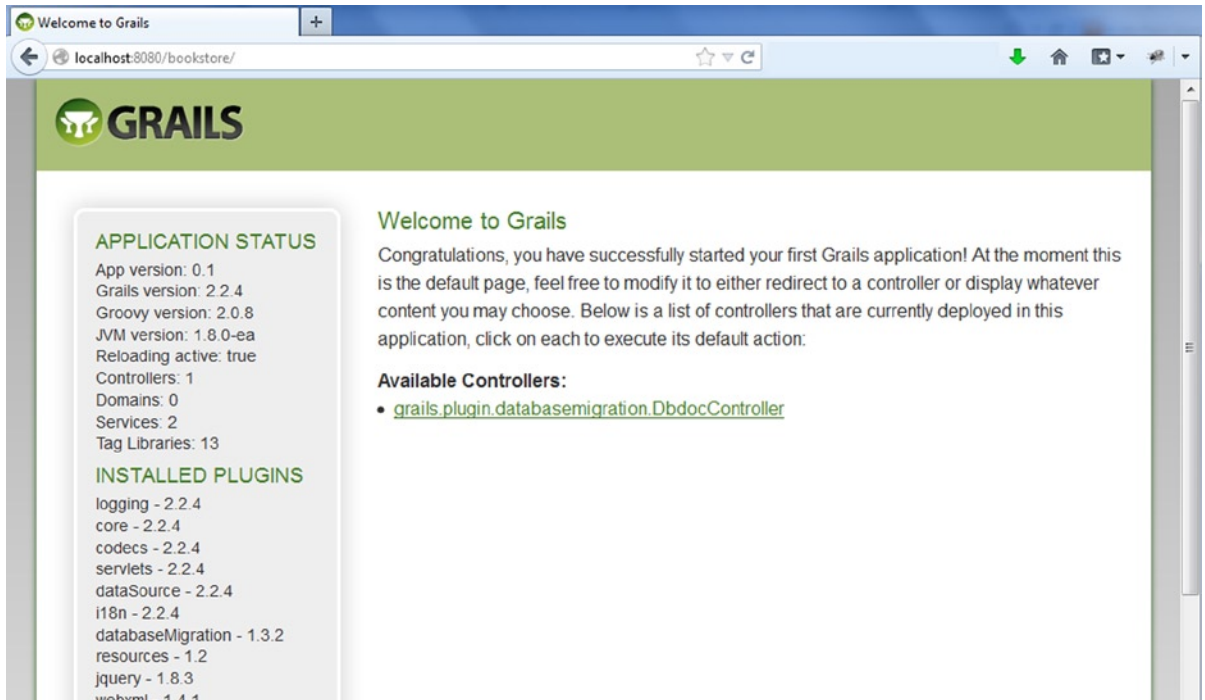 Welcome to Grails
localhost:8080/bookstore/
GRAILS
APPLICATION STATUS
App version: 0.1
Grails version: 2.2.4
Groovy version: 2.0.8
JVM version: 1.8.0-ea
Reloading active: true
Controllers: 1
Domains: 0
Services: 2
Tag Libraries: 13
INSTALLED PLUGINS
logging - 2.2.4
core - 2.2.4
codecs - 2.2.4
servlets - 2.2.4
dataSource - 2.2.4
i18n - 2.2.4
databaseMigration - 1.3.2
resources - 1.2
jquery - 1.8.3
webxml - 1.4.1
Welcome to Grails
Congratulations, you have successfully started your first Grails application! At the moment this
is the default page, feel free to modify it to either redirect to a controller or display whatever
content you may choose. Below is a list of controllers that are currently deployed in this
application, click on each to execute its default action:
Available Controllers:
• grails.plugin.databasemigration.DbdocController